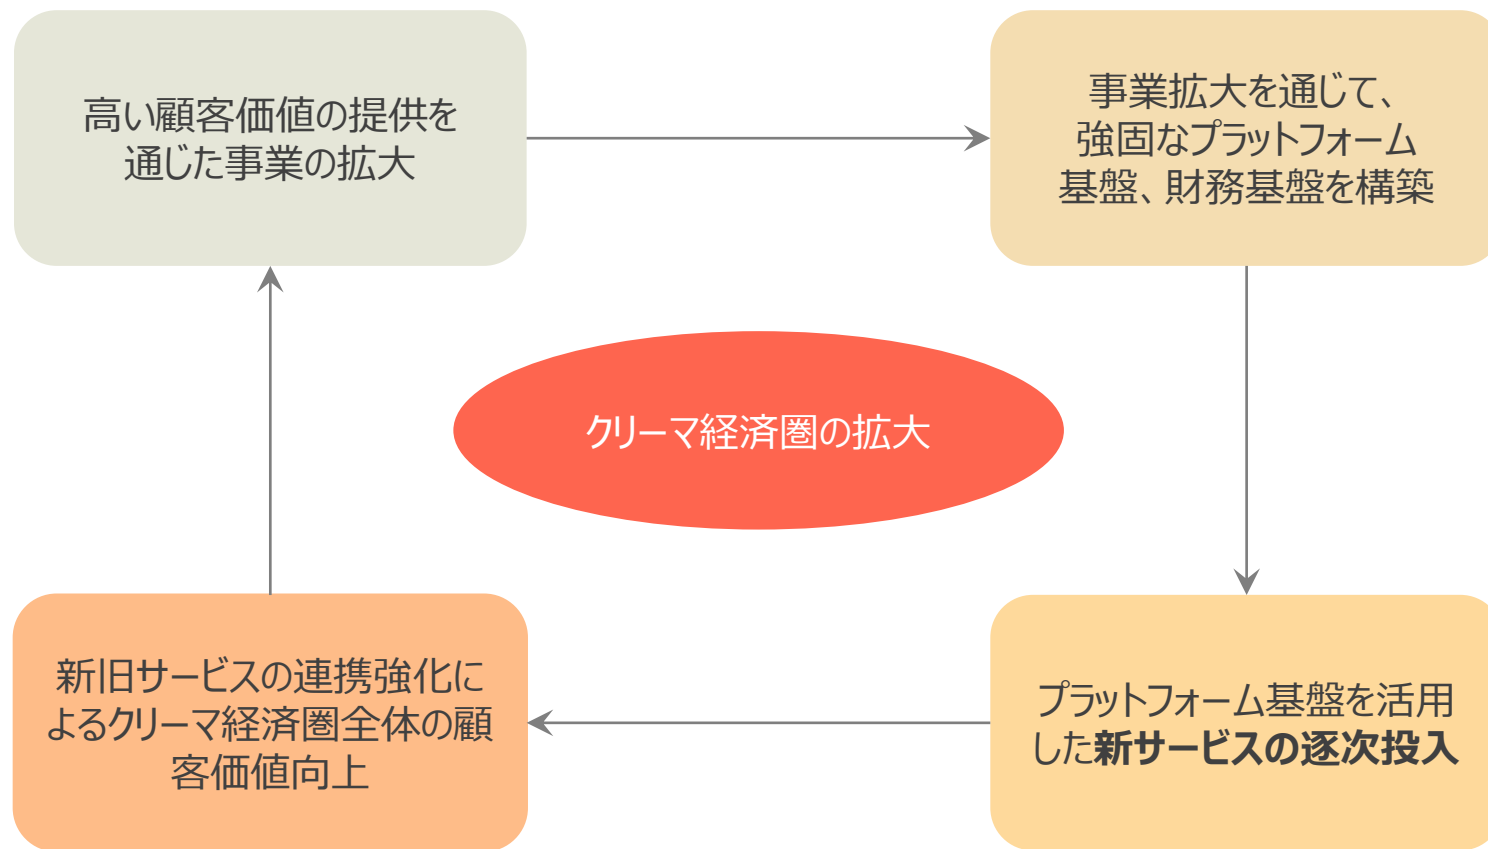 高い顧客価値の提供を
通じた事業の拡大
事業拡大を通じて、
強固なプラットフォーム
基盤、財務基盤を構築
クリーマ経済圏の拡大
新旧サービスの連携強化に
よるクリーマ経済圏全体の顧
客価値向上
プラットフォーム基盤を活用
した新サービスの逐次投入